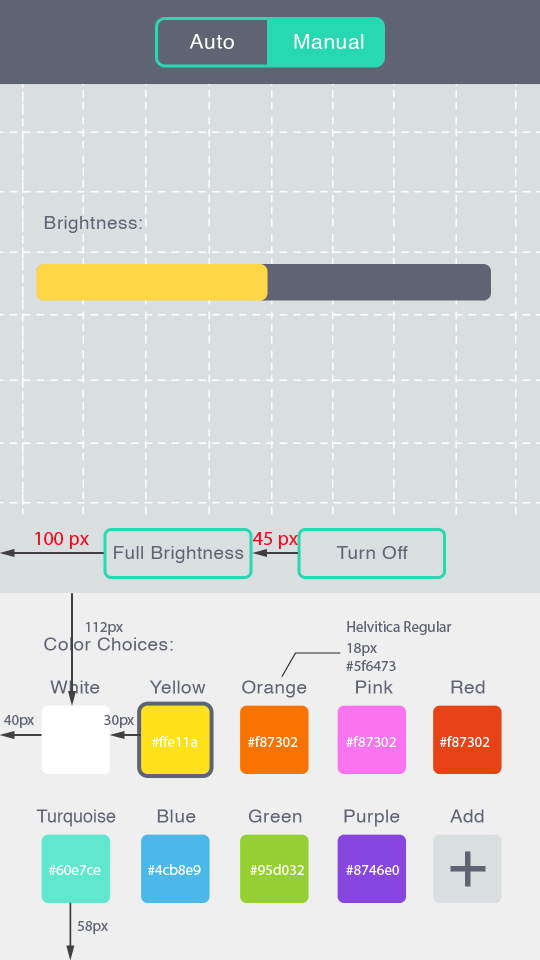 Auto Manual
Brightness:
100 px Full Brightness 45 px Turn Off
112px
Helvitica Regular
Color Choices:
18px
#5f6473
White Yellow Orange Pink Red
40px 30px
#ffe11a #f87302 #f87302 #f87302
Turquoise Blue Green Purple Add
#60e7ce #4cb8e9 #95d032 #8746e0
58px